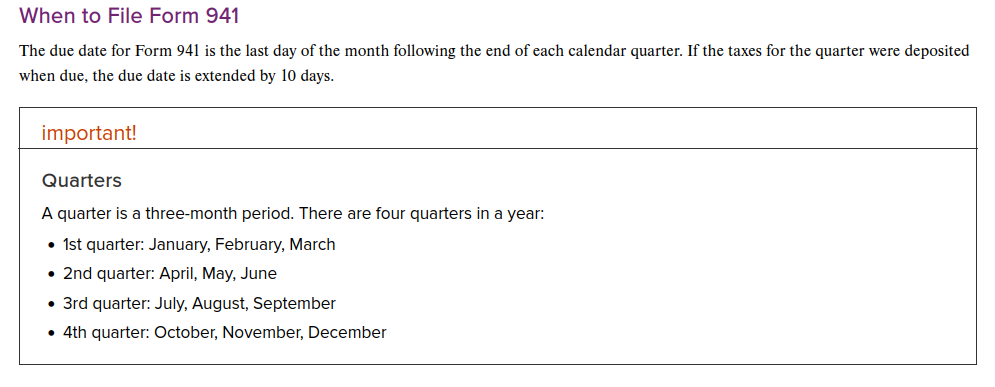 When to File Form 941
The due date for Form 941 is the last day of the month following the end of each calendar quarter. If the taxes for the quarter were deposited
when due, the due date is extended by 10 days.
important!
Quarters
A quarter is a three-month period. There are four quarters in a year:
• 1st quarter: January, February, March
• 2nd quarter: April, May, June
• 3rd quarter: July, August, September
• 4th quarter: October, November, December